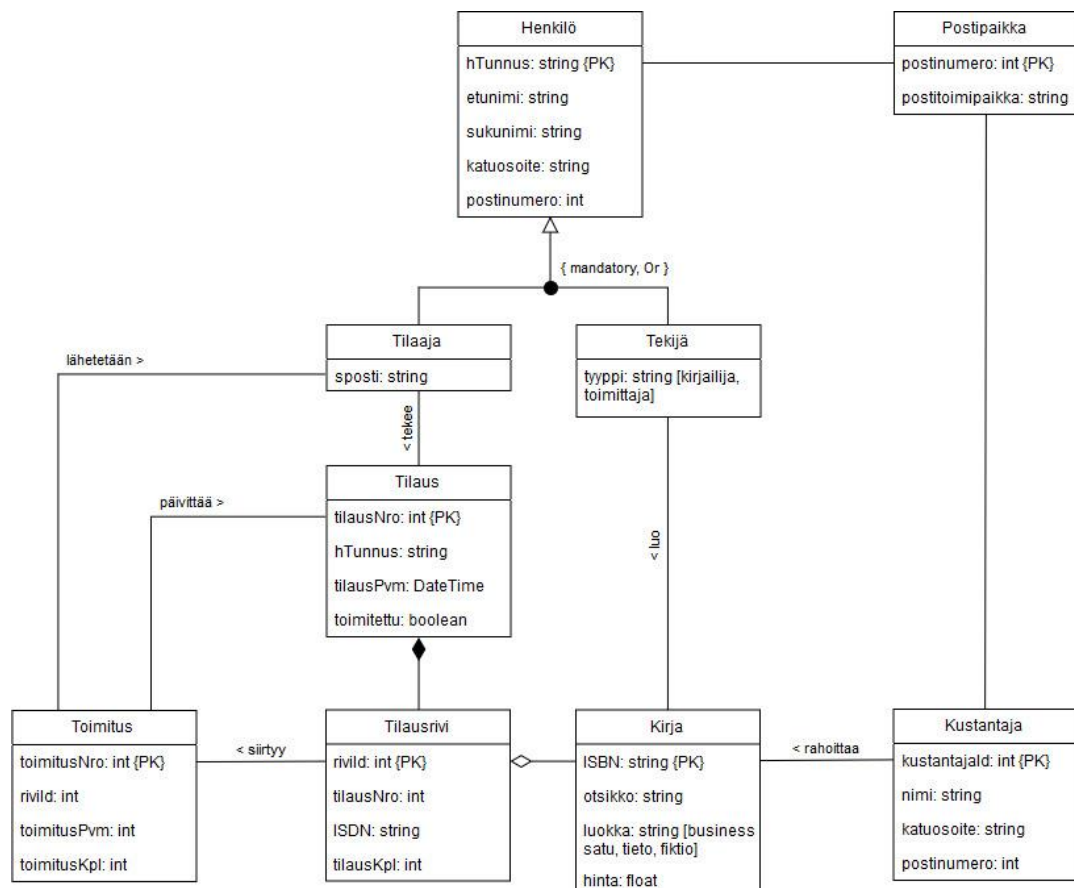 Henkilö
hTunnus: string {PK}
etunimi: string
sukunimi: string
katuosoite: string
postinumero: int
Postipaikka
postinumero: int {PK}
postitoimipaikka: string
{ mandatory, Or }
Tilaaja
sposti: string
Tekijä
tyyppi: string [kirjailija,
toimittaja]
lähetetään >
< tekee
päivittää >
< luo
Tilaus
tilausNro: int {PK}
hTunnus: string
tilausPvm: DateTime
toimitettu: boolean
Toimitus
toimitusNro: int {PK}
riviId: int
toimitusPvm: int
toimitusKpl: int
< siirtyy
Tilausrivi
riviId: int {PK}
tilausNro: int
ISDN: string
tilausKpl: int
Kirja
ISBN: string {PK}
otsikko: string
luokka: string [business
satu, tieto, fiktio]
hinta: float
< rahoittaa
Kustantaja
kustantajaId: int {PK}
nimi: string
katuosoite: string
postinumero: int